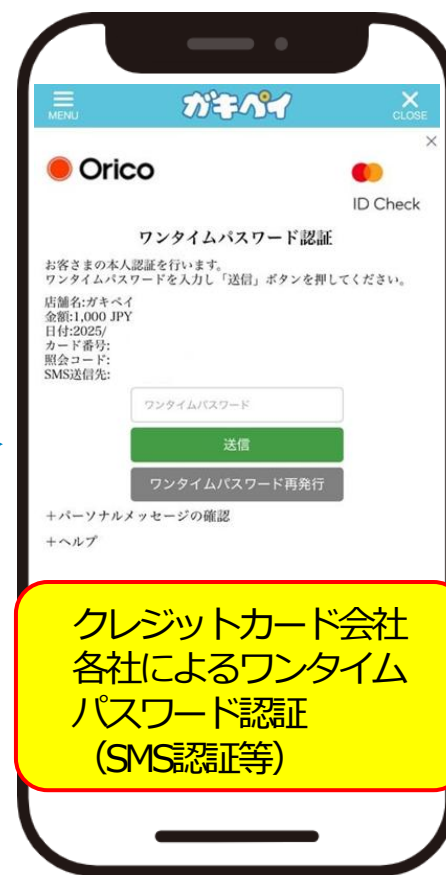 MENU
ガキペイ
CLOSE
Orico
ID Check
ワンタイムパスワード認証
お客さまの本人認証を行います。
ワンタイムパスワードを入力し「送信」ボタンを押してください。
店舗名:ガキペイ
金額:1,000 JPY
日付:2025/
カード番号:
照会コード:
SMS送信先:
ワンタイムパスワード
送信
ワンタイムパスワード再発行
+パーソナルメッセージの確認
+ヘルプ
クレジットカード会社
各社によるワンタイム
パスワード認証
(SMS認証等)